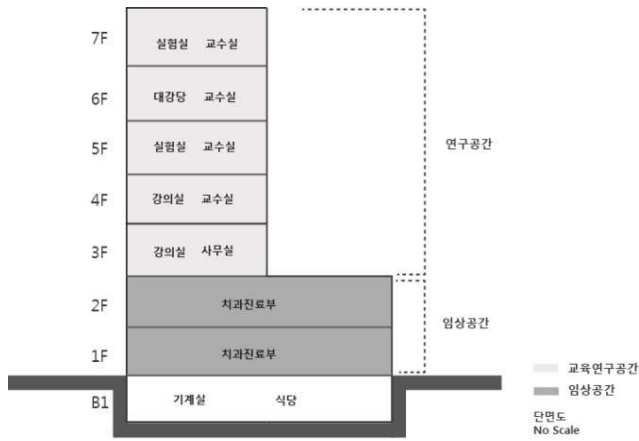 7F 실험실 교수실
6F 대강당 교수실
5F 실험실 교수실
연구공간
4F 강의실 교수실
3F 강의실 사무실
2F 치과진료부
임상공간
1F 치과진료부
교육연구공간
임상공간
B1 기계실 식당
단면도
No Scale